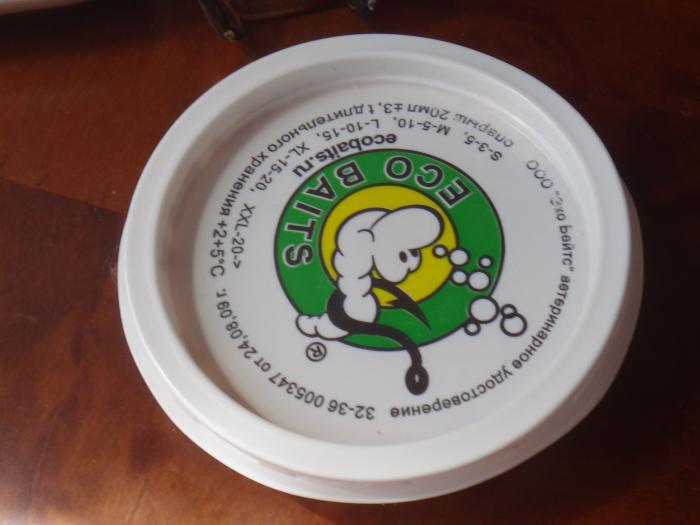 ООО "Эко Бейтс" ветеринарное удостоверение 32-36 005347 от 24.08.09 г.
опарыш: 20мл ±3, t длительного хранения +2+5°С
S-3-5, M-5-10, L-10-15, XL-15-20, XXL-20->
ecobaits.ru
ECO BAITS
®